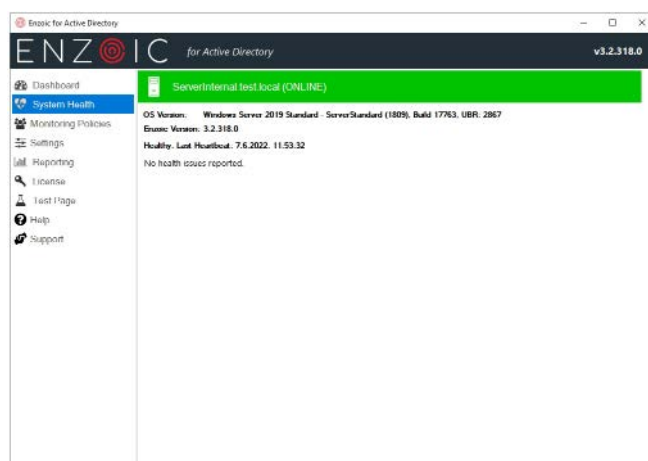 Enzoic for Active Directory
ENZOIC for Active Directory v3.2.318.0
Dashboard
System Health
Monitoring Policies
Settings
Reporting
License
Test Page
Help
Support
ServerInternal.test.local (ONLINE)
OS Version: Windows Server 2019 Standard - ServerStandard (1809), Build 17763, UBR: 2867
Enzoic Version: 3.2.318.0
Healthy. Last Heartbeat: 7.6.2022. 11.53.32
No health issues reported.